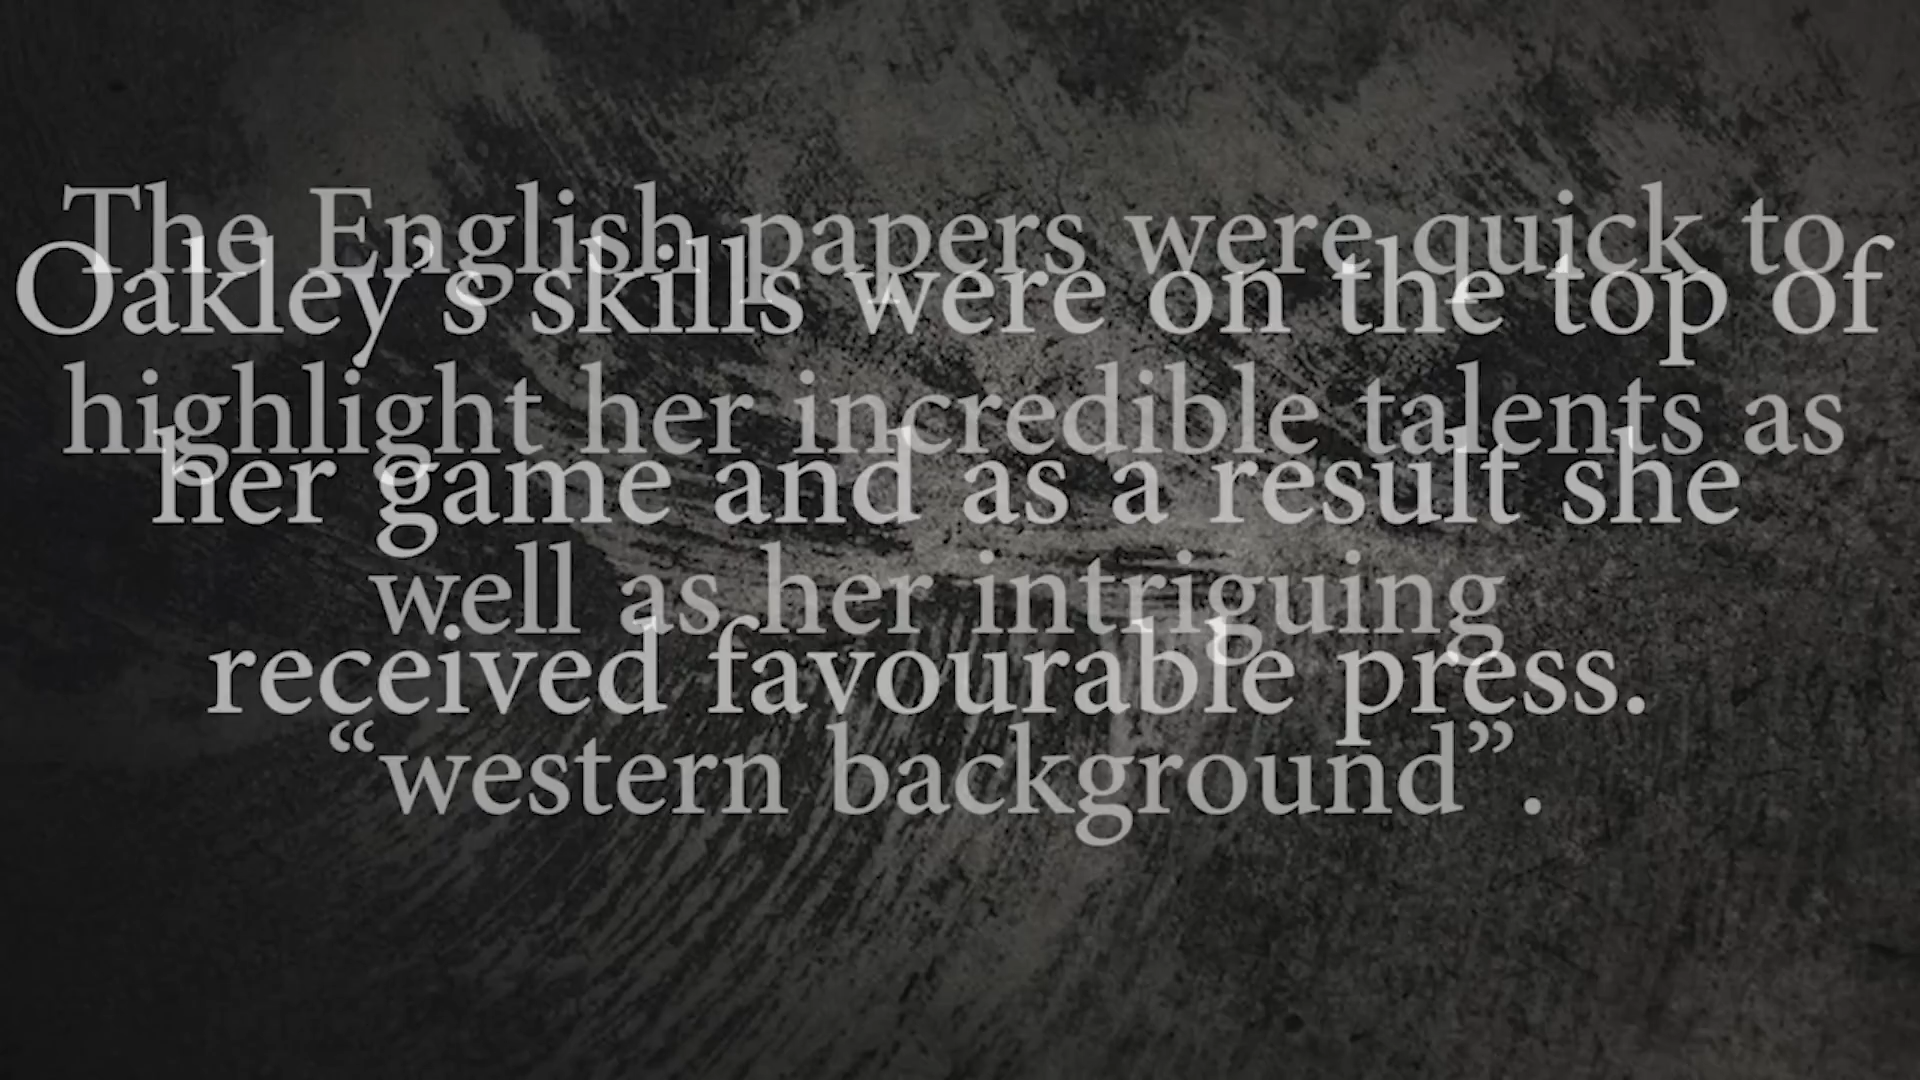 The English papers were quick to
highlight her incredible talents as
well as her intriguing
“western background” .
Oakley’s skills were on the top of
her game and as a result she
received favourable press.